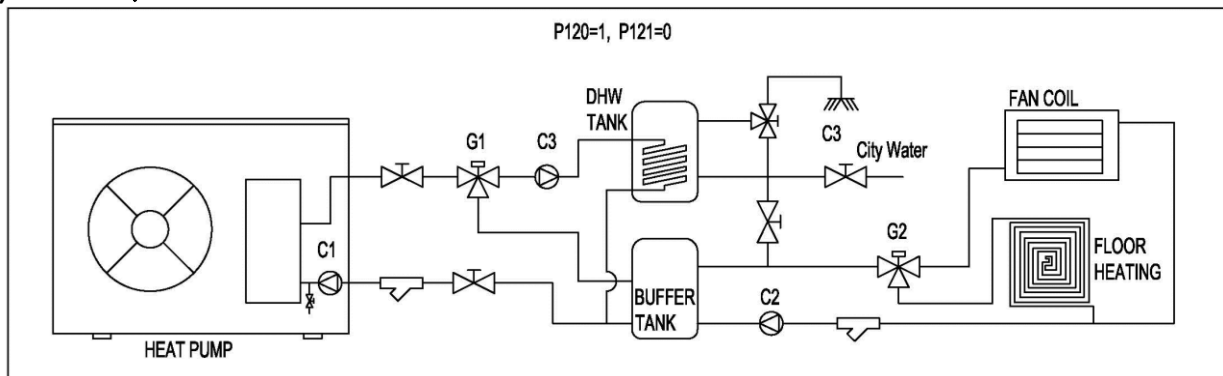 P120=1, P121=0
DHW
TANK
FAN COIL
G1
C3
C3
City Water
C1
G2
FLOOR
HEATING
BUFFER
TANK
C2
HEAT PUMP